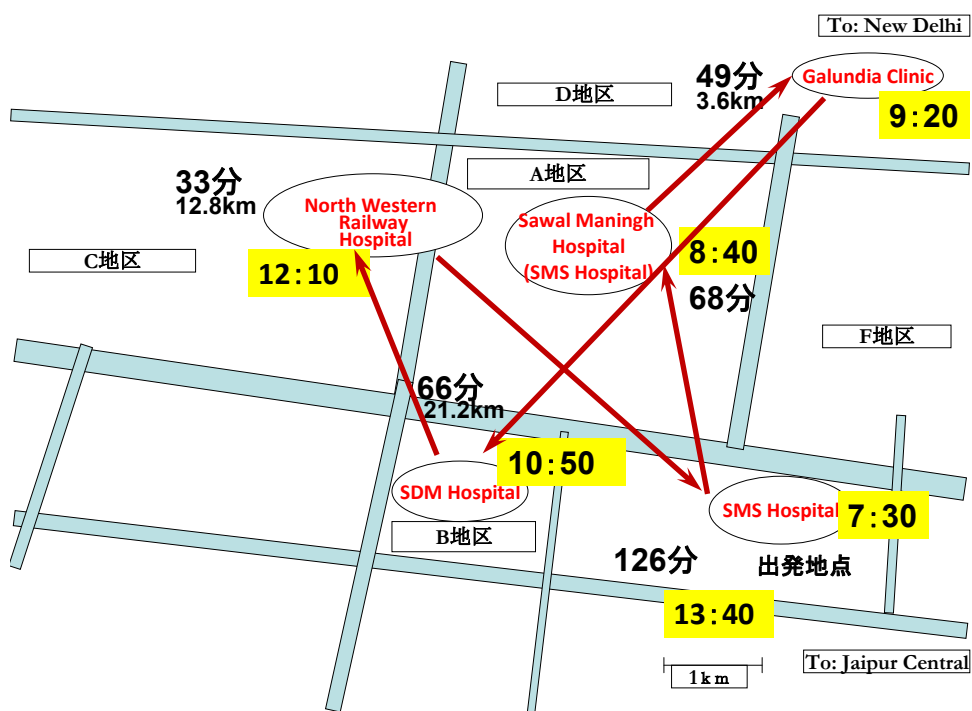 To: New Delhi
49分
3.6km
Galundia Clinic
9:20
D地区
A地区
33分
12.8km
North Western
Railway
Hospital
12:10
Sawal Maningh
Hospital
(SMS Hospital)
8:40
68分
C地区
F地区
66分
21.2km
10:50
SDM Hospital
B地区
SMS Hospital
7:30
出発地点
126分
13:40
1km
To: Jaipur Central